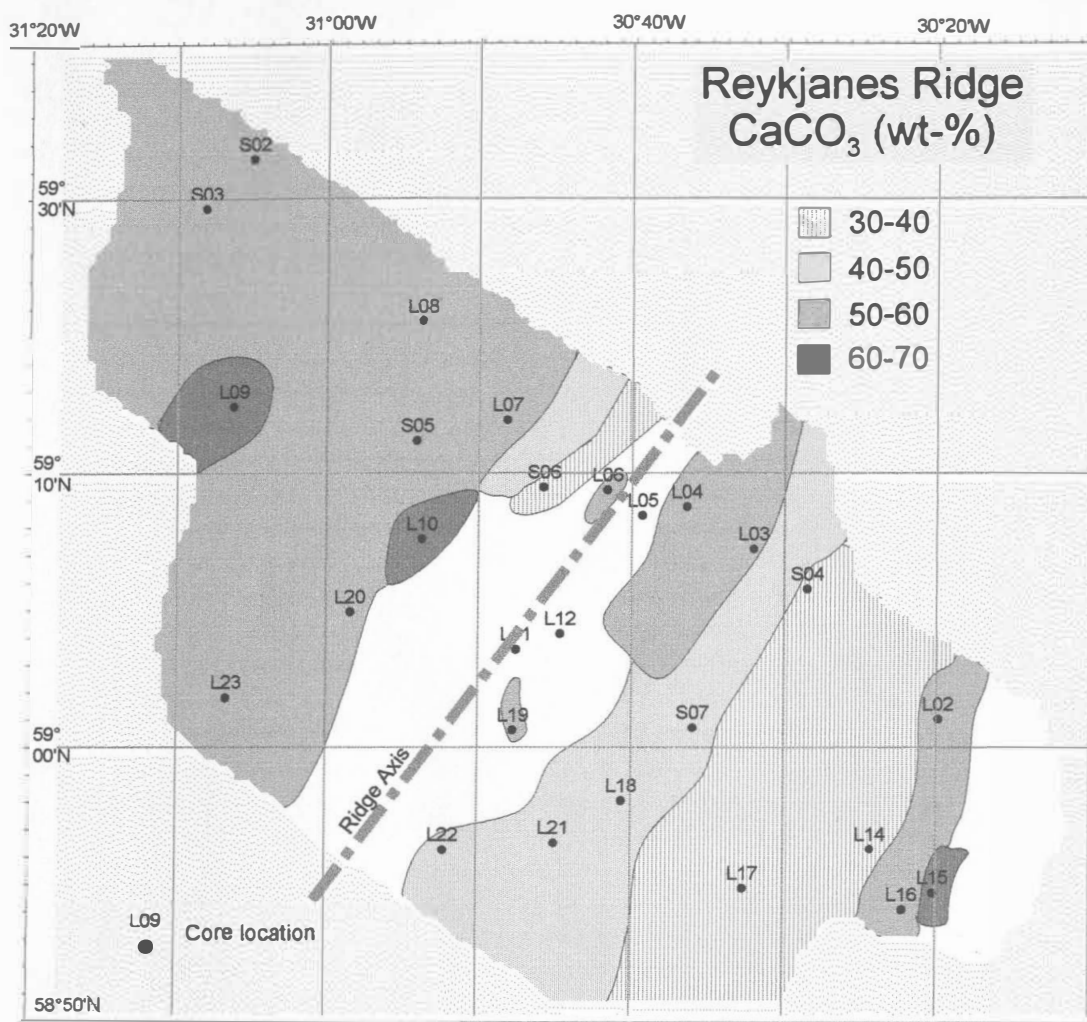 31°20'W
31°00'W
30°40'W
30°20'W
Reykjanes Ridge
CaCO₃ (wt-%)
S02
59°
30'N
S03
30-40
40-50
L08
50-60
60-70
L09
L07
S05
59°
10'N
S06
L06
L05
L04
L10
L03
S04
L20
L12
L11
L23
L02
L19
S07
59°
00'N
Ridge Axis
L18
L22
L21
L14
L17
L15
L16
L09
Core location
58°50'N